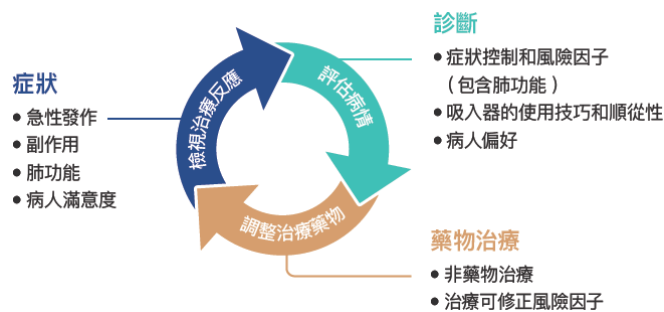 症狀
● 急性發作
● 副作用
● 肺功能
● 病人滿意度
檢視治療反應
評估病情
調整治療藥物
診斷
● 症狀控制和風險因子
（包含肺功能）
● 吸入器的使用技巧和順從性
● 病人偏好
藥物治療
● 非藥物治療
● 治療可修正風險因子